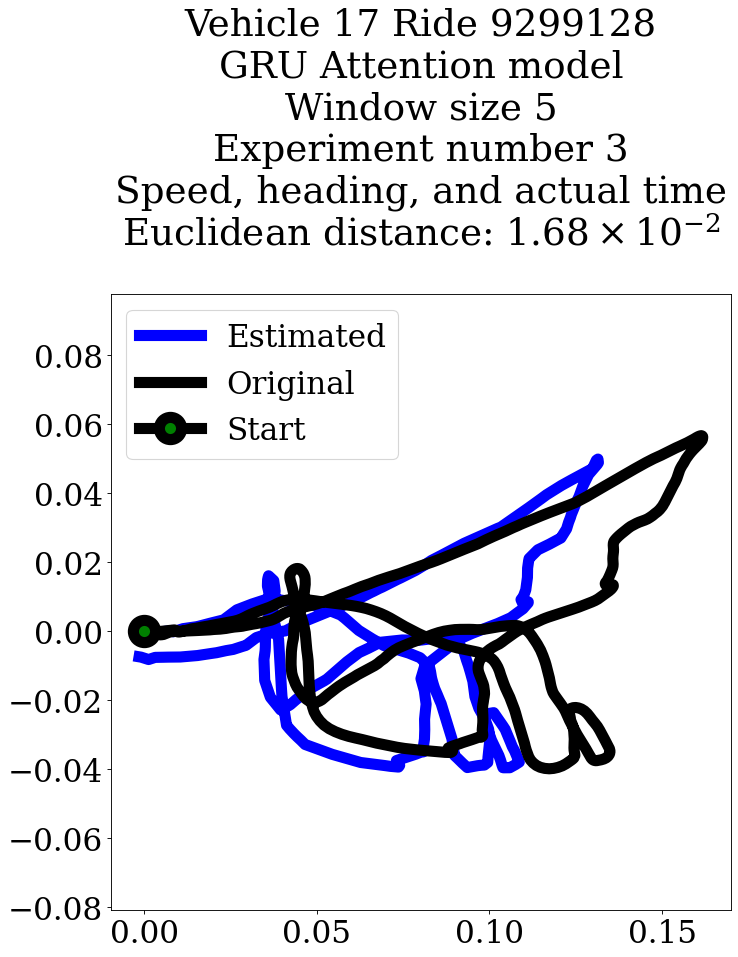 Vehicle 17 Ride 9299128
GRU Attention model
Window size 5
Experiment number 3
Speed, heading, and actual time
Euclidean distance: 1.68 × 10⁻²
Estimated
Original
Start
0.08
0.06
0.04
0.02
0.00
−0.02
−0.04
−0.06
−0.08
0.00 0.05 0.10 0.15